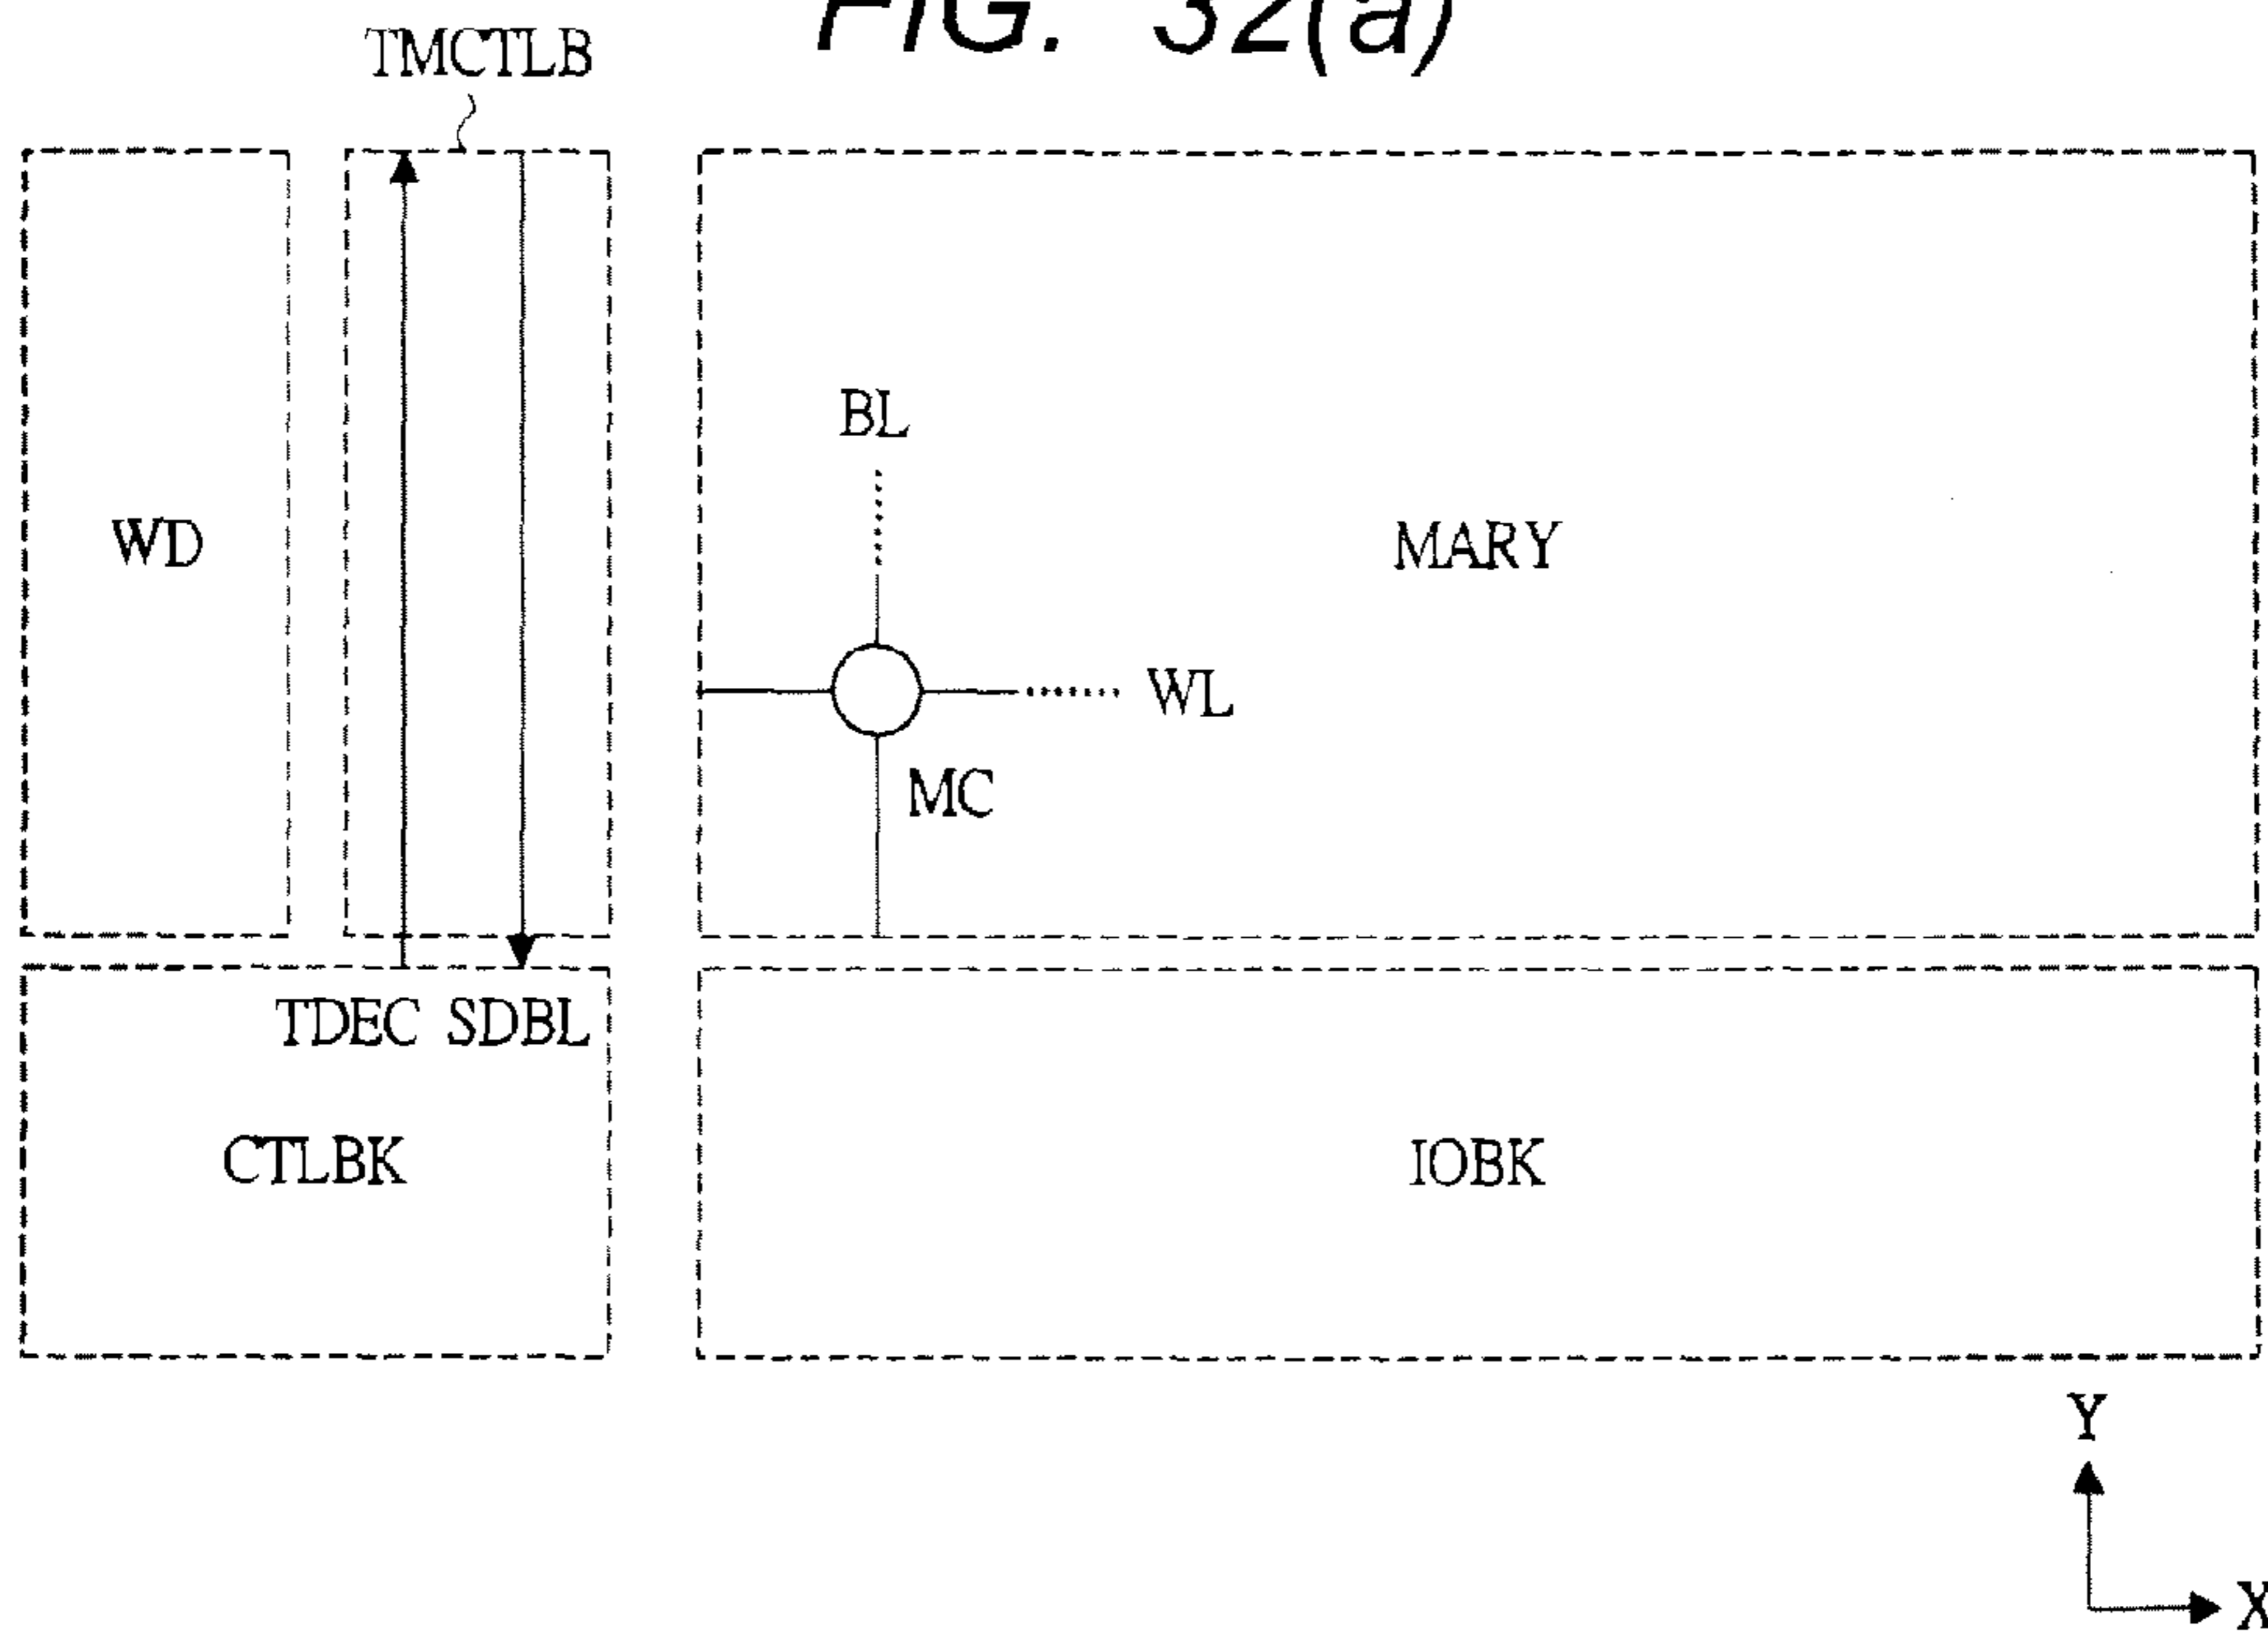 FIG. 32(a)
TMCTLB
BL
WD
MARY
WL
MC
TDEC SDBL
CTLBK
IOBK
Y
X